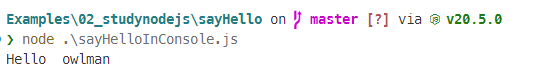 Examples\02_studynodejs\sayHello on master [?] via v20.5.0
❯ node .\sayHelloInConsole.js
Hello  owlman